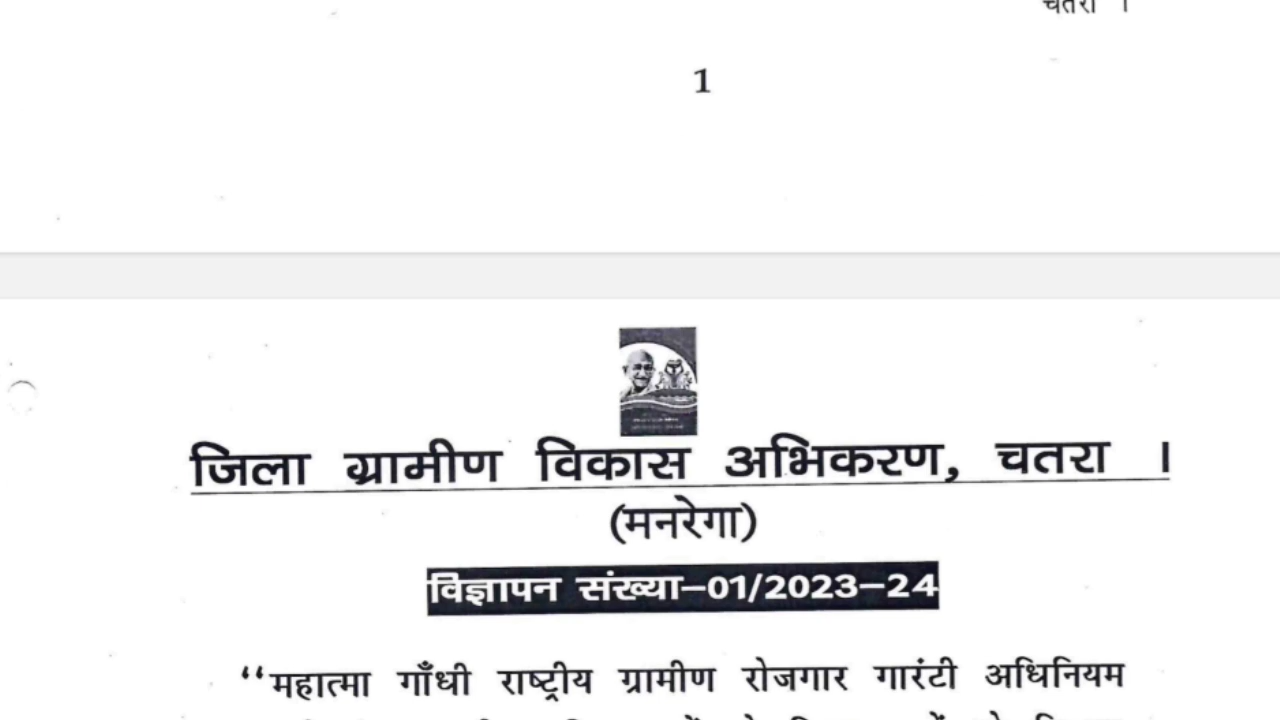 चतरा ।
1
जिला ग्रामीण विकास अभिकरण, चतरा ।
(मनरेगा)
विज्ञापन संख्या–01/2023–24
“महात्मा गाँधी राष्ट्रीय ग्रामीण रोजगार गारंटी अधिनियम